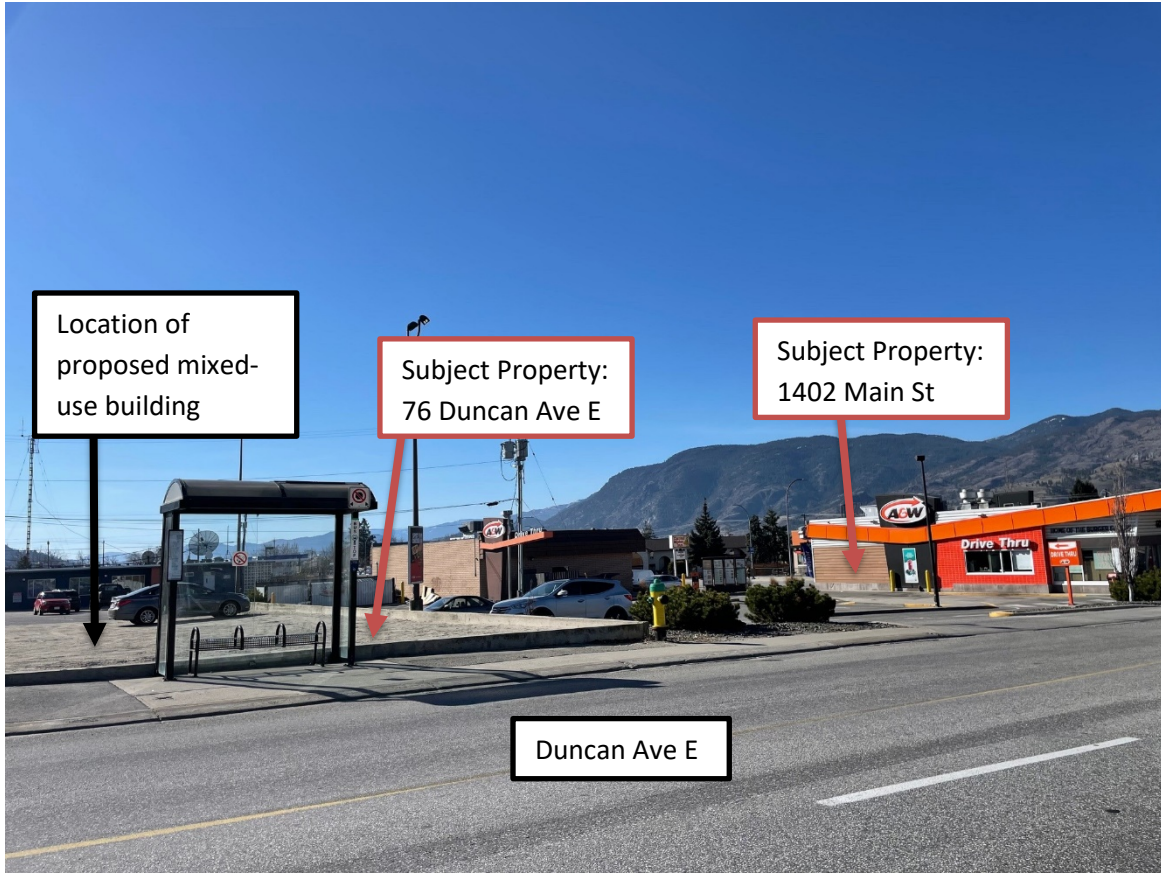 Location of
proposed mixed-
use building
Subject Property:
76 Duncan Ave E
Subject Property:
1402 Main St
A&W
A&W
Drive Thru
DRIVE THRU
Duncan Ave E